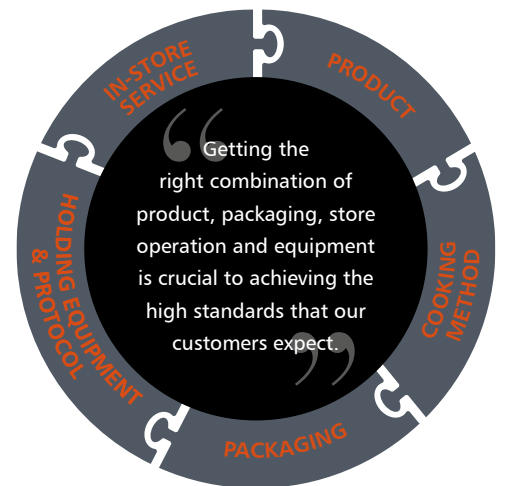 IN-STORE
SERVICE
PRODUCT
COOKING
METHOD
PACKAGING
HOLDING EQUIPMENT
& PROTOCOL
“
Getting the
right combination of
product, packaging, store
operation and equipment
is crucial to achieving the
high standards that our
customers expect.
”